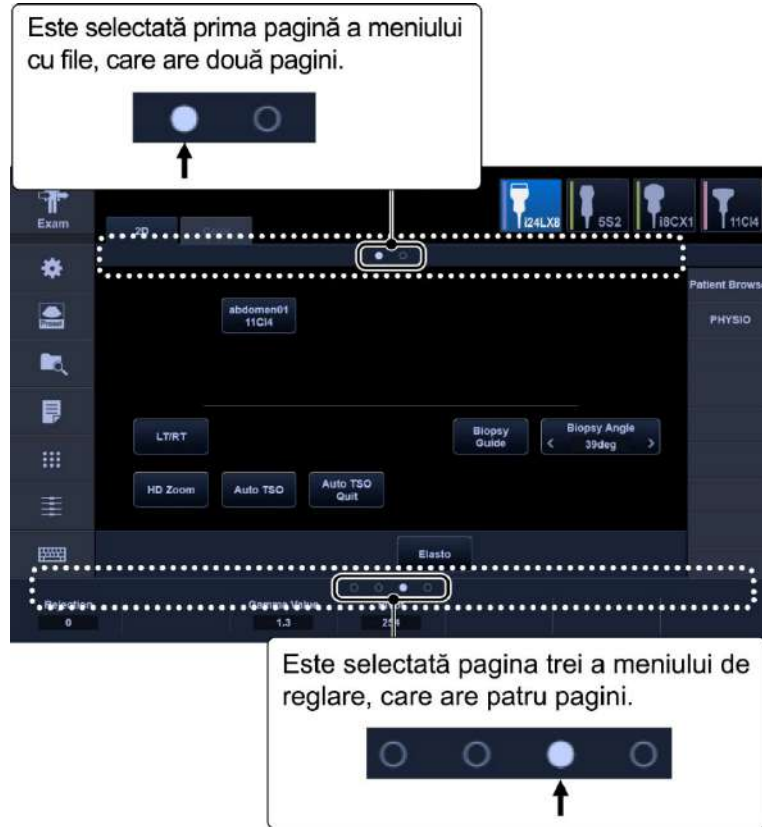 Este selectată prima pagină a meniului
cu file, care are două pagini.
Exam
2D
i24LX8
5S2
i8CX1
11CI4
Patient Brows
abdomen01
11CI4
PHYSIO
Preset
LT/RT
Biopsy
Guide
Biopsy Angle
< 39deg >
HD Zoom
Auto TSO
Auto TSO
Quit
Elasto
Rejection
0
Gamma Value
1.3
254
Este selectată pagina trei a meniului de
reglare, care are patru pagini.